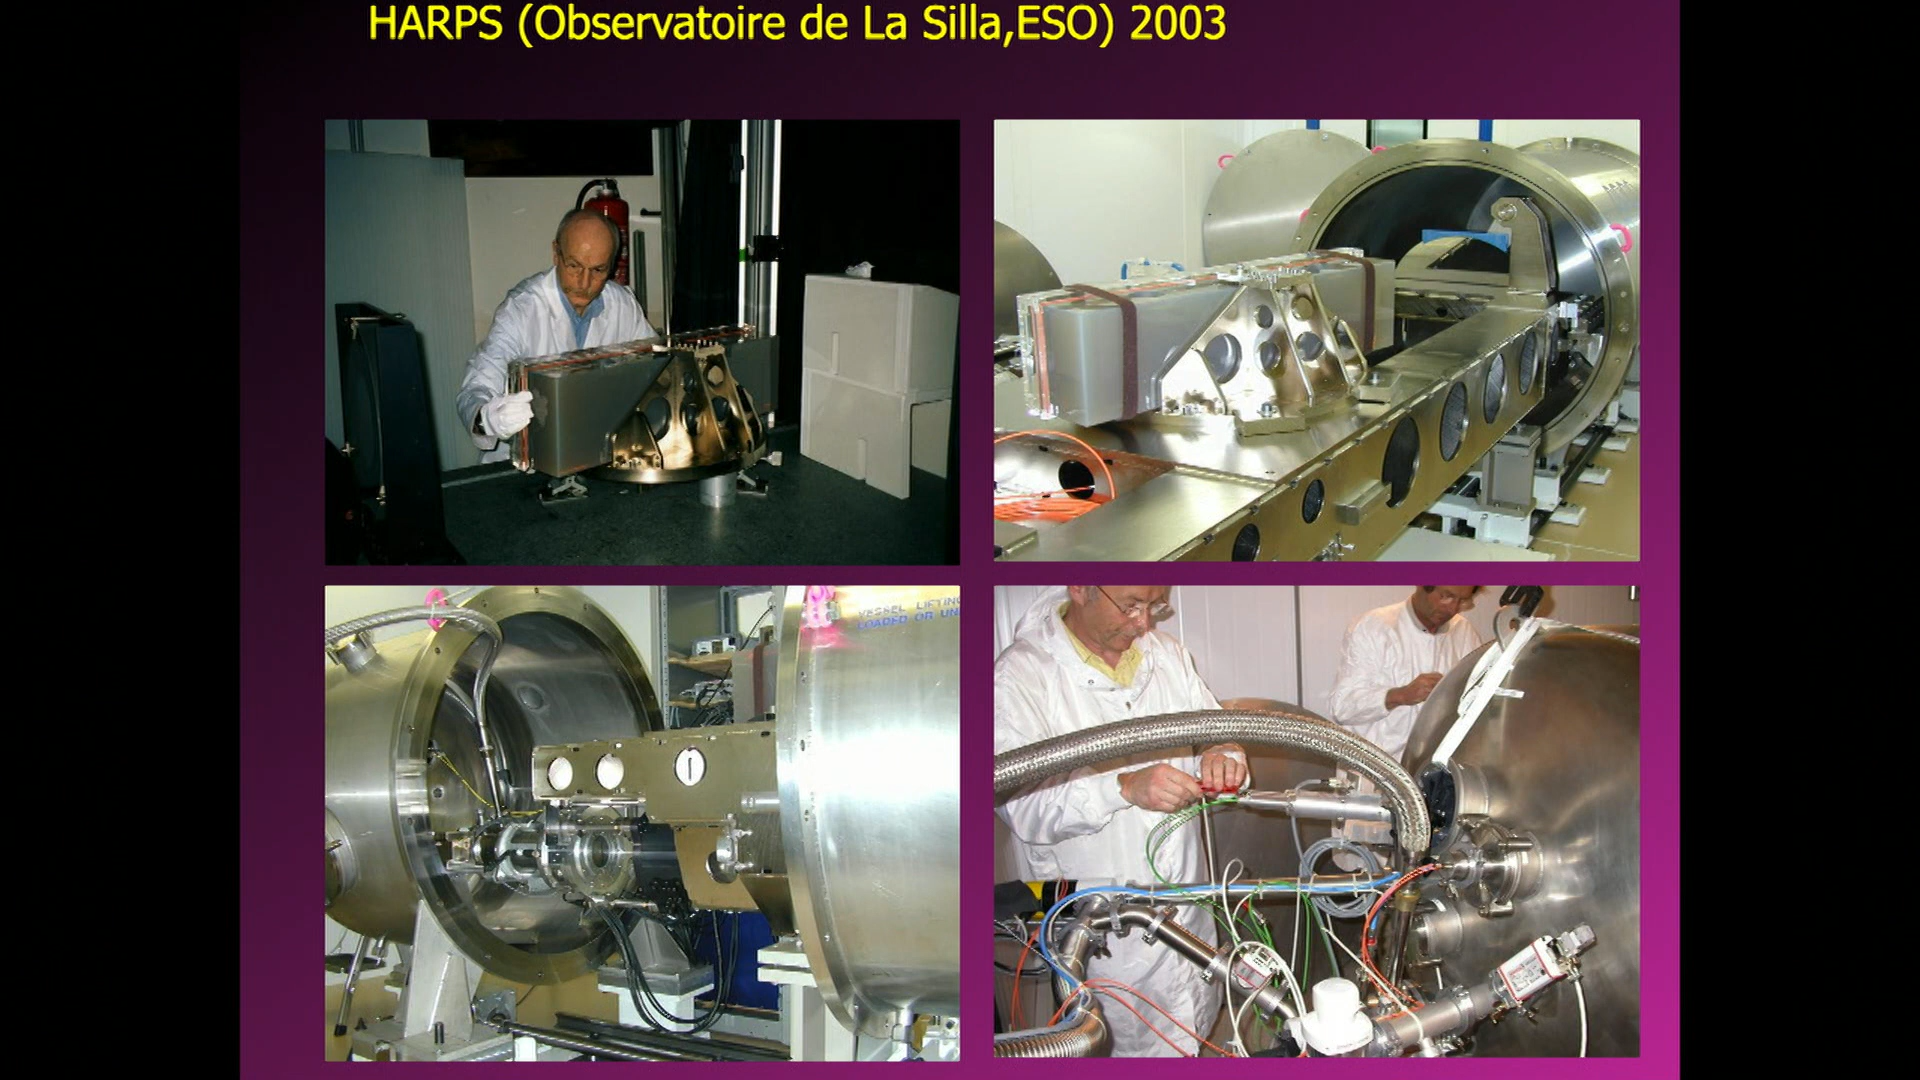 HARPS (Observatoire de La Silla,ESO) 2003
VESSEL LIFTING
LOADED OR UN